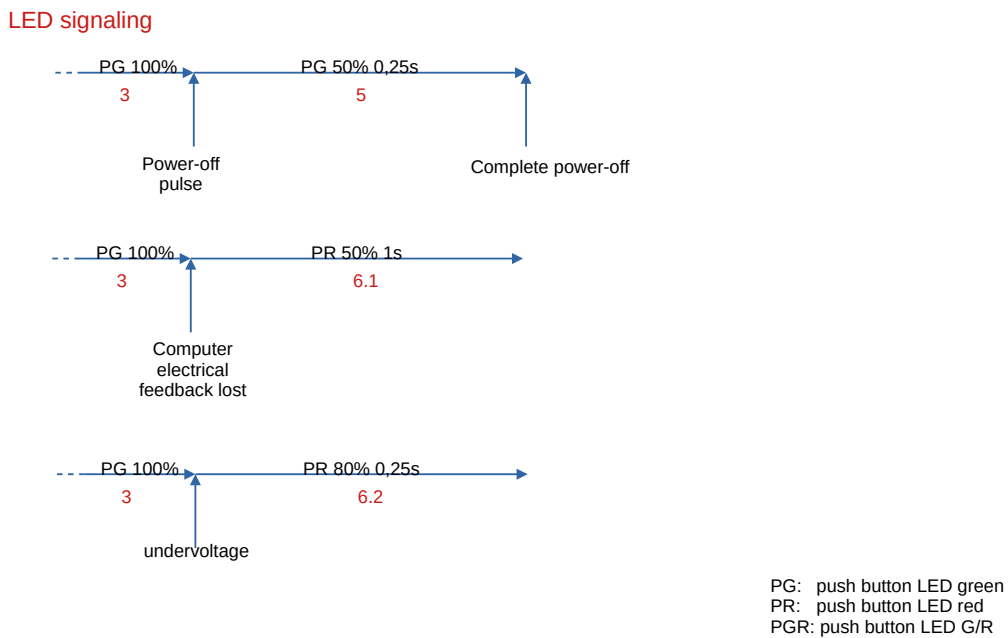 LED signaling
PG 100%
PG 50% 0,25s
3
5
Power-off
pulse
Complete power-off
PG 100%
PR 50% 1s
3
6.1
Computer
electrical
feedback lost
PG 100%
PR 80% 0,25s
3
6.2
undervoltage
PG: push button LED green
PR: push button LED red
PGR: push button LED G/R